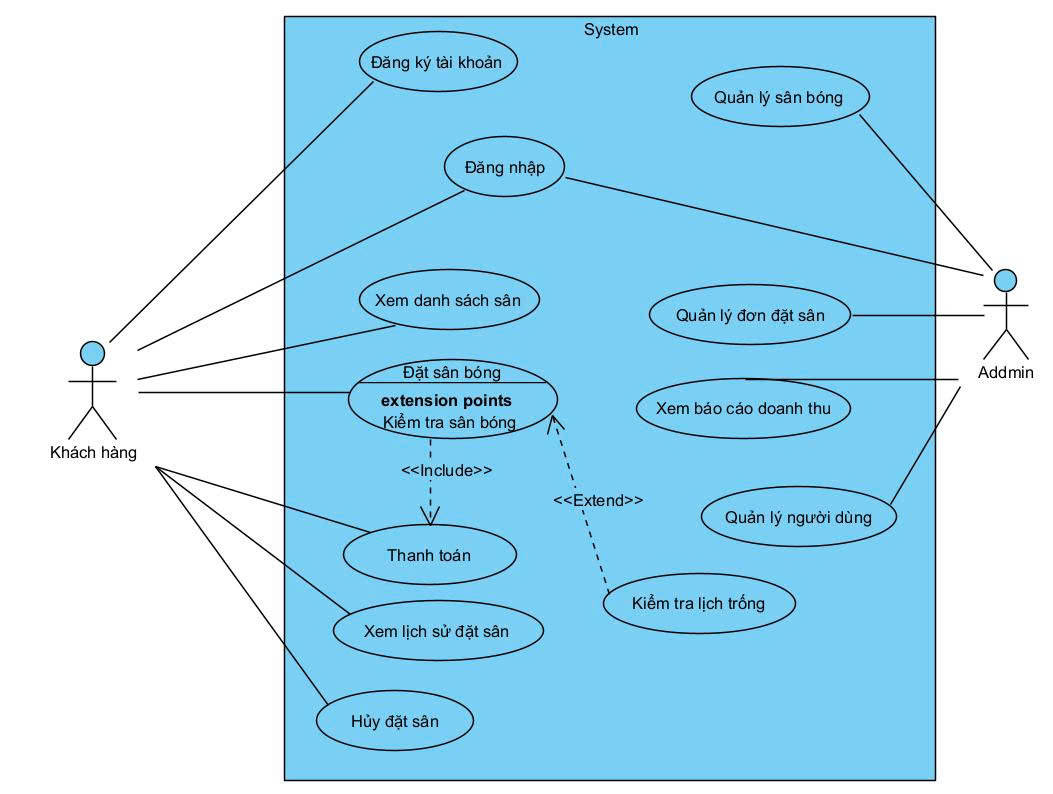 System
Đăng ký tài khoản
Quản lý sân bóng
Đăng nhập
Xem danh sách sân
Quản lý đơn đặt sân
Đặt sân bóng
extension points
Kiểm tra sân bóng
Addmin
Xem báo cáo doanh thu
Khách hàng
<<Include>>
<<Extend>>
Quản lý người dùng
Thanh toán
Kiểm tra lịch trống
Xem lịch sử đặt sân
Hủy đặt sân